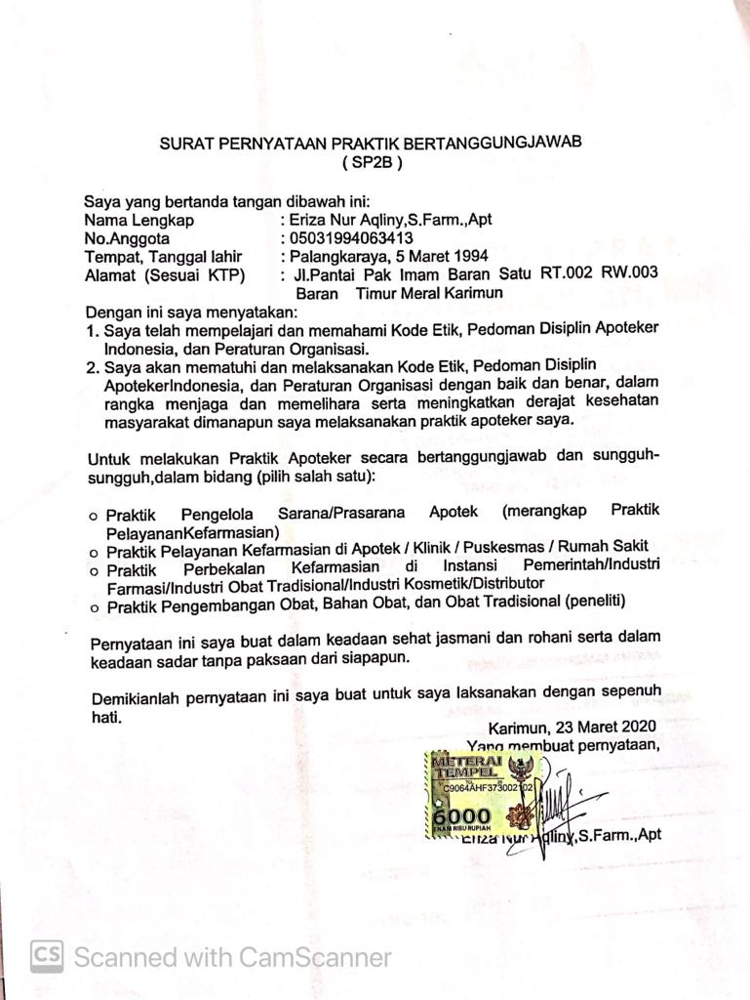 SURAT PERNYATAAN PRAKTIK BERTANGGUNGJAWAB
( SP2B )
Saya yang bertanda tangan dibawah ini:
Nama Lengkap : Eriza Nur Aqliny,S.Farm.,Apt
No.Anggota : 05031994063413
Tempat, Tanggal lahir : Palangkaraya, 5 Maret 1994
Alamat (Sesuai KTP) : Jl.Pantai Pak Imam Baran Satu RT.002 RW.003
Baran Timur Meral Karimun
Dengan ini saya menyatakan:
1. Saya telah mempelajari dan memahami Kode Etik, Pedoman Disiplin Apoteker
Indonesia, dan Peraturan Organisasi.
2. Saya akan mematuhi dan melaksanakan Kode Etik, Pedoman Disiplin
ApotekerIndonesia, dan Peraturan Organisasi dengan baik dan benar, dalam
rangka menjaga dan memelihara serta meningkatkan derajat kesehatan
masyarakat dimanapun saya melaksanakan praktik apoteker saya.
Untuk melakukan Praktik Apoteker secara bertanggungjawab dan sungguh-
sungguh,dalam bidang (pilih salah satu):
o Praktik Pengelola Sarana/Prasarana Apotek (merangkap Praktik
PelayananKefarmasian)
o Praktik Pelayanan Kefarmasian di Apotek / Klinik / Puskesmas / Rumah Sakit
o Praktik Perbekalan Kefarmasian di Instansi Pemerintah/Industri
Farmasi/Industri Obat Tradisional/Industri Kosmetik/Distributor
o Praktik Pengembangan Obat, Bahan Obat, dan Obat Tradisional (peneliti)
Pernyataan ini saya buat dalam keadaan sehat jasmani dan rohani serta dalam
keadaan sadar tanpa paksaan dari siapapun.
Demikianlah pernyataan ini saya buat untuk saya laksanakan dengan sepenuh
hati.
Karimun, 23 Maret 2020
Yang membuat pernyataan,
METERAI
TEMPEL
C9064AHF373002102
6000
ENAM RIBU RUPIAH
Eriza Nur Aqliny,S.Farm.,Apt
CS Scanned with CamScanner